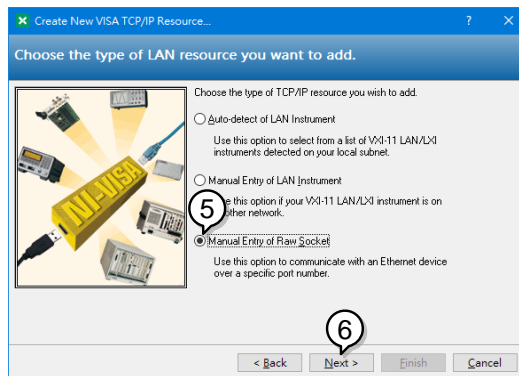 Create New VISA TCP/IP Resource...
Choose the type of LAN resource you want to add.
NI-VISA
Choose the type of TCP/IP resource you wish to add.
Auto-detect of LAN Instrument
Use this option to select from a list of VXI-11 LAN/LXI
instruments detected on your local subnet.
Manual Entry of LAN Instrument
this option if your VXI-11 LAN/LXI instrument is on
network.
5
Manual Entry of Raw Socket
Use this option to communicate with an Ethernet device
over a specific port number.
6
< Back
Next >
Finish
Cancel